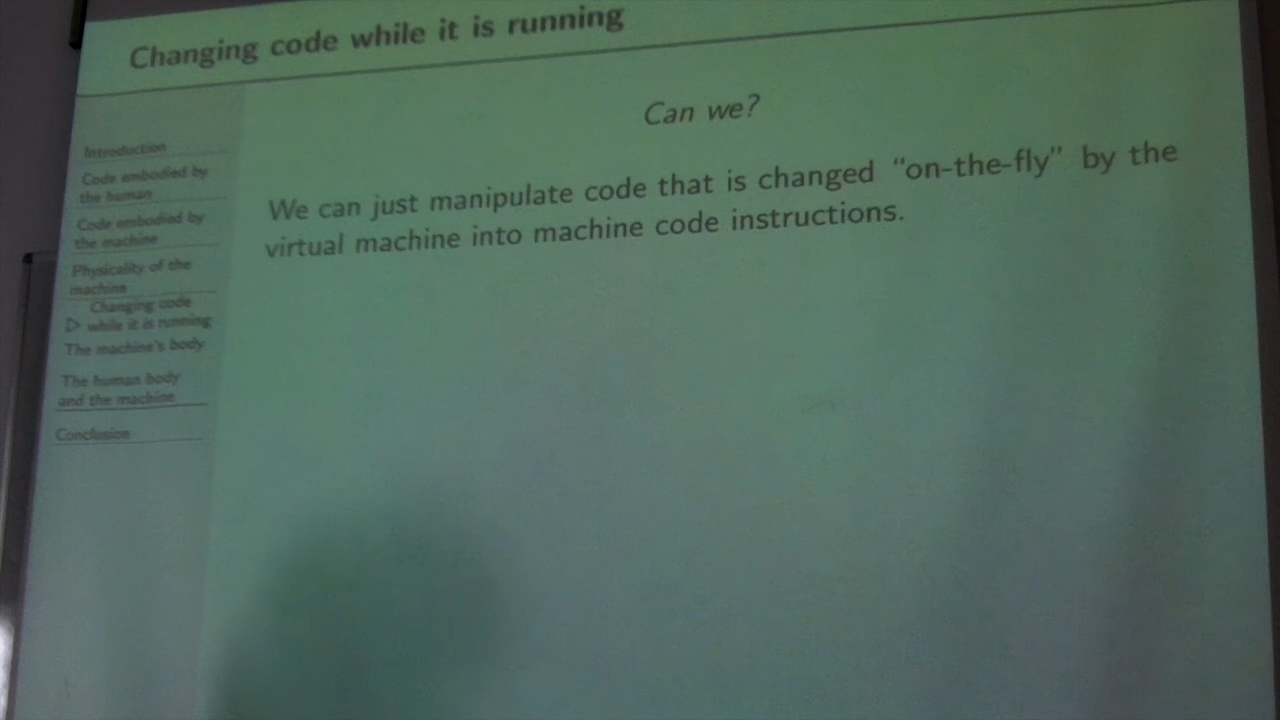 Changing code while it is running
Introduction
Code embodied by
the human
Code embodied by
the machine
Physicality of the
machine
Changing code
▷ while it is running
The machine's body
The human body
and the machine
Conclusion
Can we?
We can just manipulate code that is changed "on-the-fly" by the
virtual machine into machine code instructions.